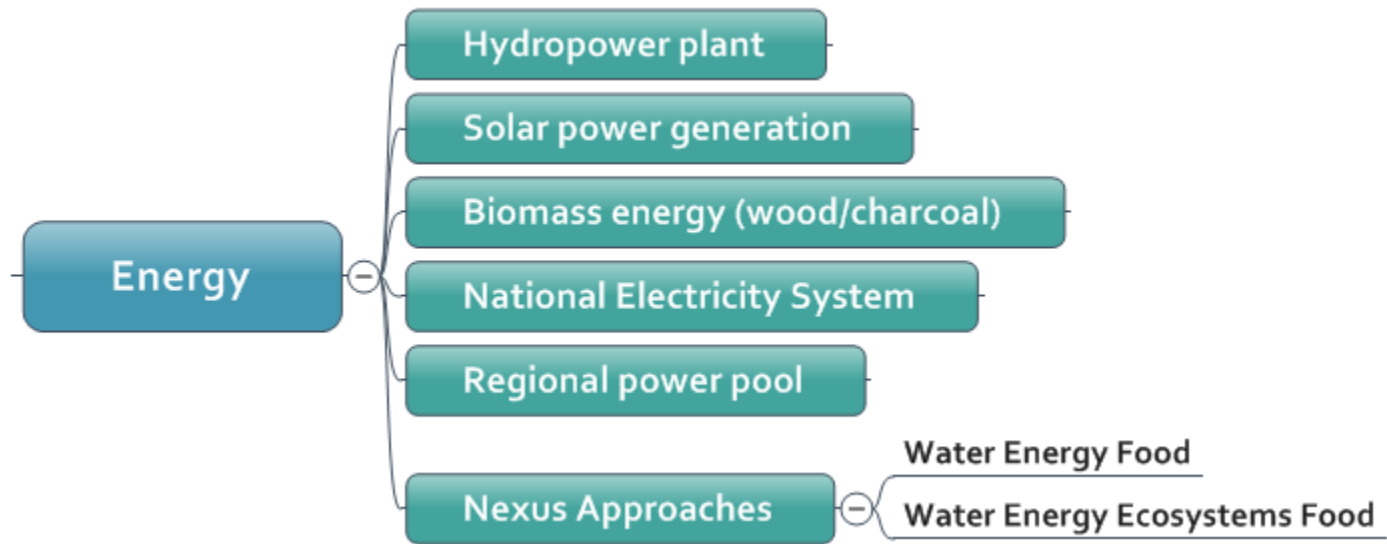 Hydropower plant
Solar power generation
Biomass energy (wood/charcoal)
Energy
National Electricity System
Regional power pool
Nexus Approaches
Water Energy Food
Water Energy Ecosystems Food